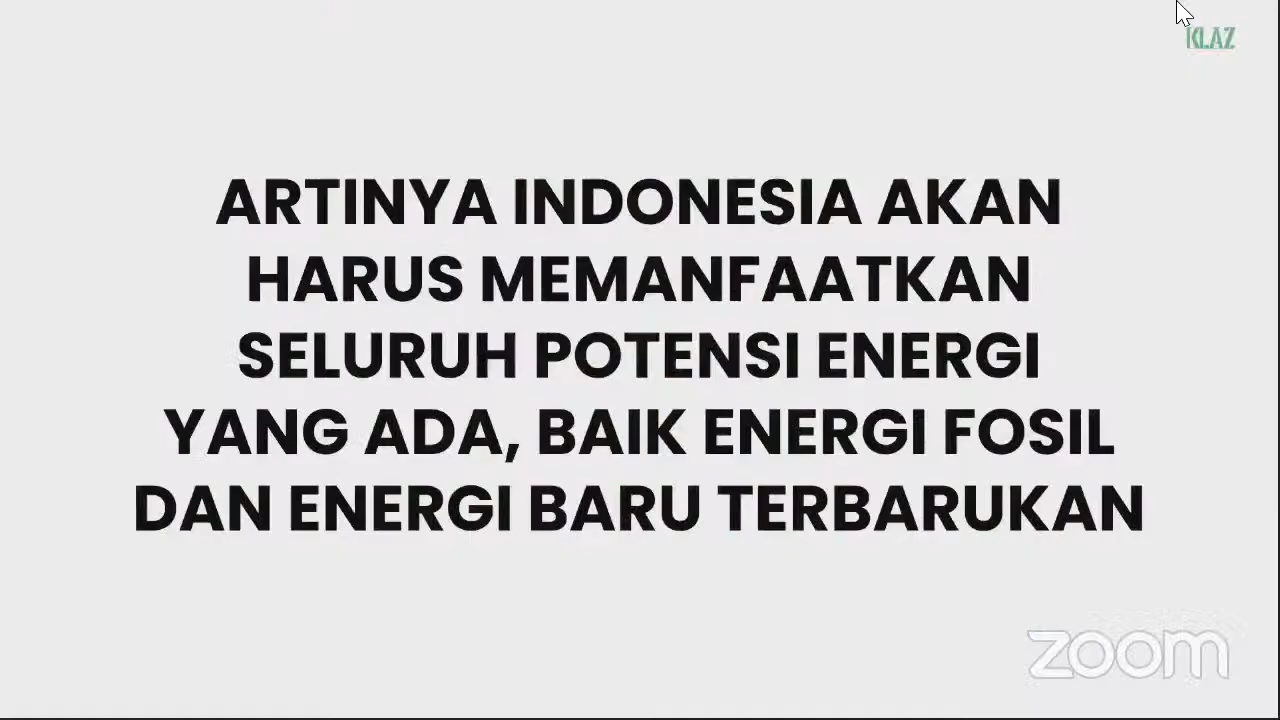 KLAZ
ARTINYA INDONESIA AKAN
HARUS MEMANFAATKAN
SELURUH POTENSI ENERGI
YANG ADA, BAIK ENERGI FOSIL
DAN ENERGI BARU TERBARUKAN
zoom